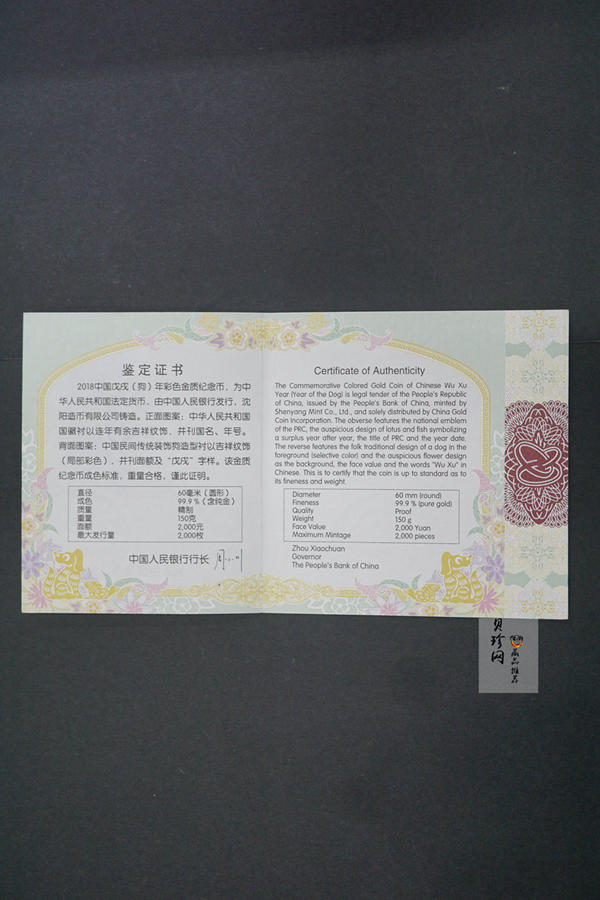 鉴定证书
2018中国戊戌（狗）年彩色金质纪念币，为中
华人民共和国法定货币，由中国人民银行发行，沈
阳造币有限公司铸造。正面图案：中华人民共和国
国徽衬以连年有余吉祥纹饰，并刊国名、年号。
背面图案：中国民间传统装饰狗造型衬以吉祥纹饰
（局部彩色），并刊面额及“戊戌”字样。该金质
纪念币成色标准，重量合格，谨此证明。
直径 60毫米（圆形）
成色 99.9 %（含纯金）
质量 精制
重量 150克
面额 2,000元
最大发行量 2,000枚
中国人民银行行长
Certificate of Authenticity
The Commemorative Colored Gold Coin of Chinese Wu Xu
Year (Year of the Dog) is legal tender of the People's Republic
of China, issued by the People's Bank of China, minted by
Shenyang Mint Co., Ltd., and solely distributed by China Gold
Coin Incorporation. The obverse features the national emblem
of the PRC, the auspicious design of lotus and fish symbolizing
a surplus year after year, the title of PRC and the year date.
The reverse features the folk traditional design of a dog in the
foreground (selective color) and the auspicious flower design
as the background, the face value and the words "Wu Xu" in
Chinese. This is to certify that the coin is up to standard as to
its fineness and weight.
Diameter 60 mm (round)
Fineness 99.9 % (pure gold)
Quality Proof
Weight 150 g
Face Value 2,000 Yuan
Maximum Mintage 2,000 pieces
Zhou Xiaochuan
Governor
The People's Bank of China
贝珍网
藏品推荐